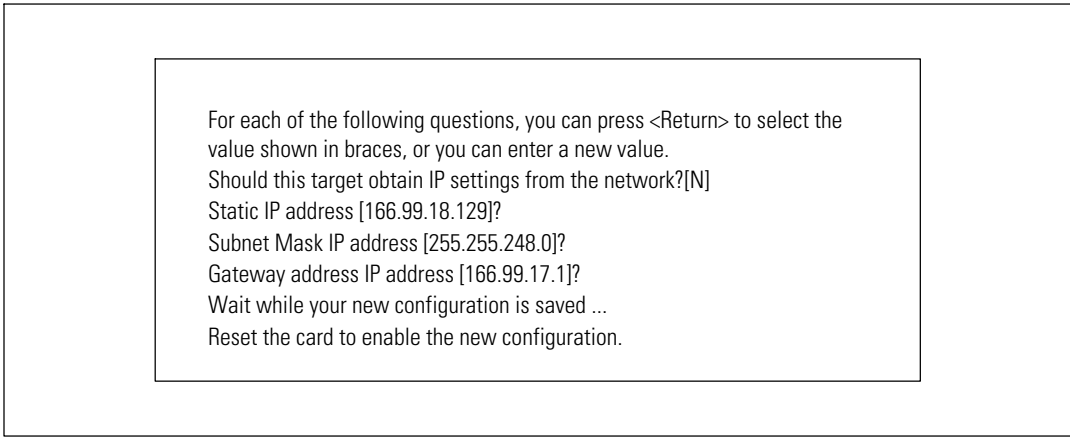 For each of the following questions, you can press <Return> to select the
value shown in braces, or you can enter a new value.
Should this target obtain IP settings from the network?[N]
Static IP address [166.99.18.129]?
Subnet Mask IP address [255.255.248.0]?
Gateway address IP address [166.99.17.1]?
Wait while your new configuration is saved ...
Reset the card to enable the new configuration.